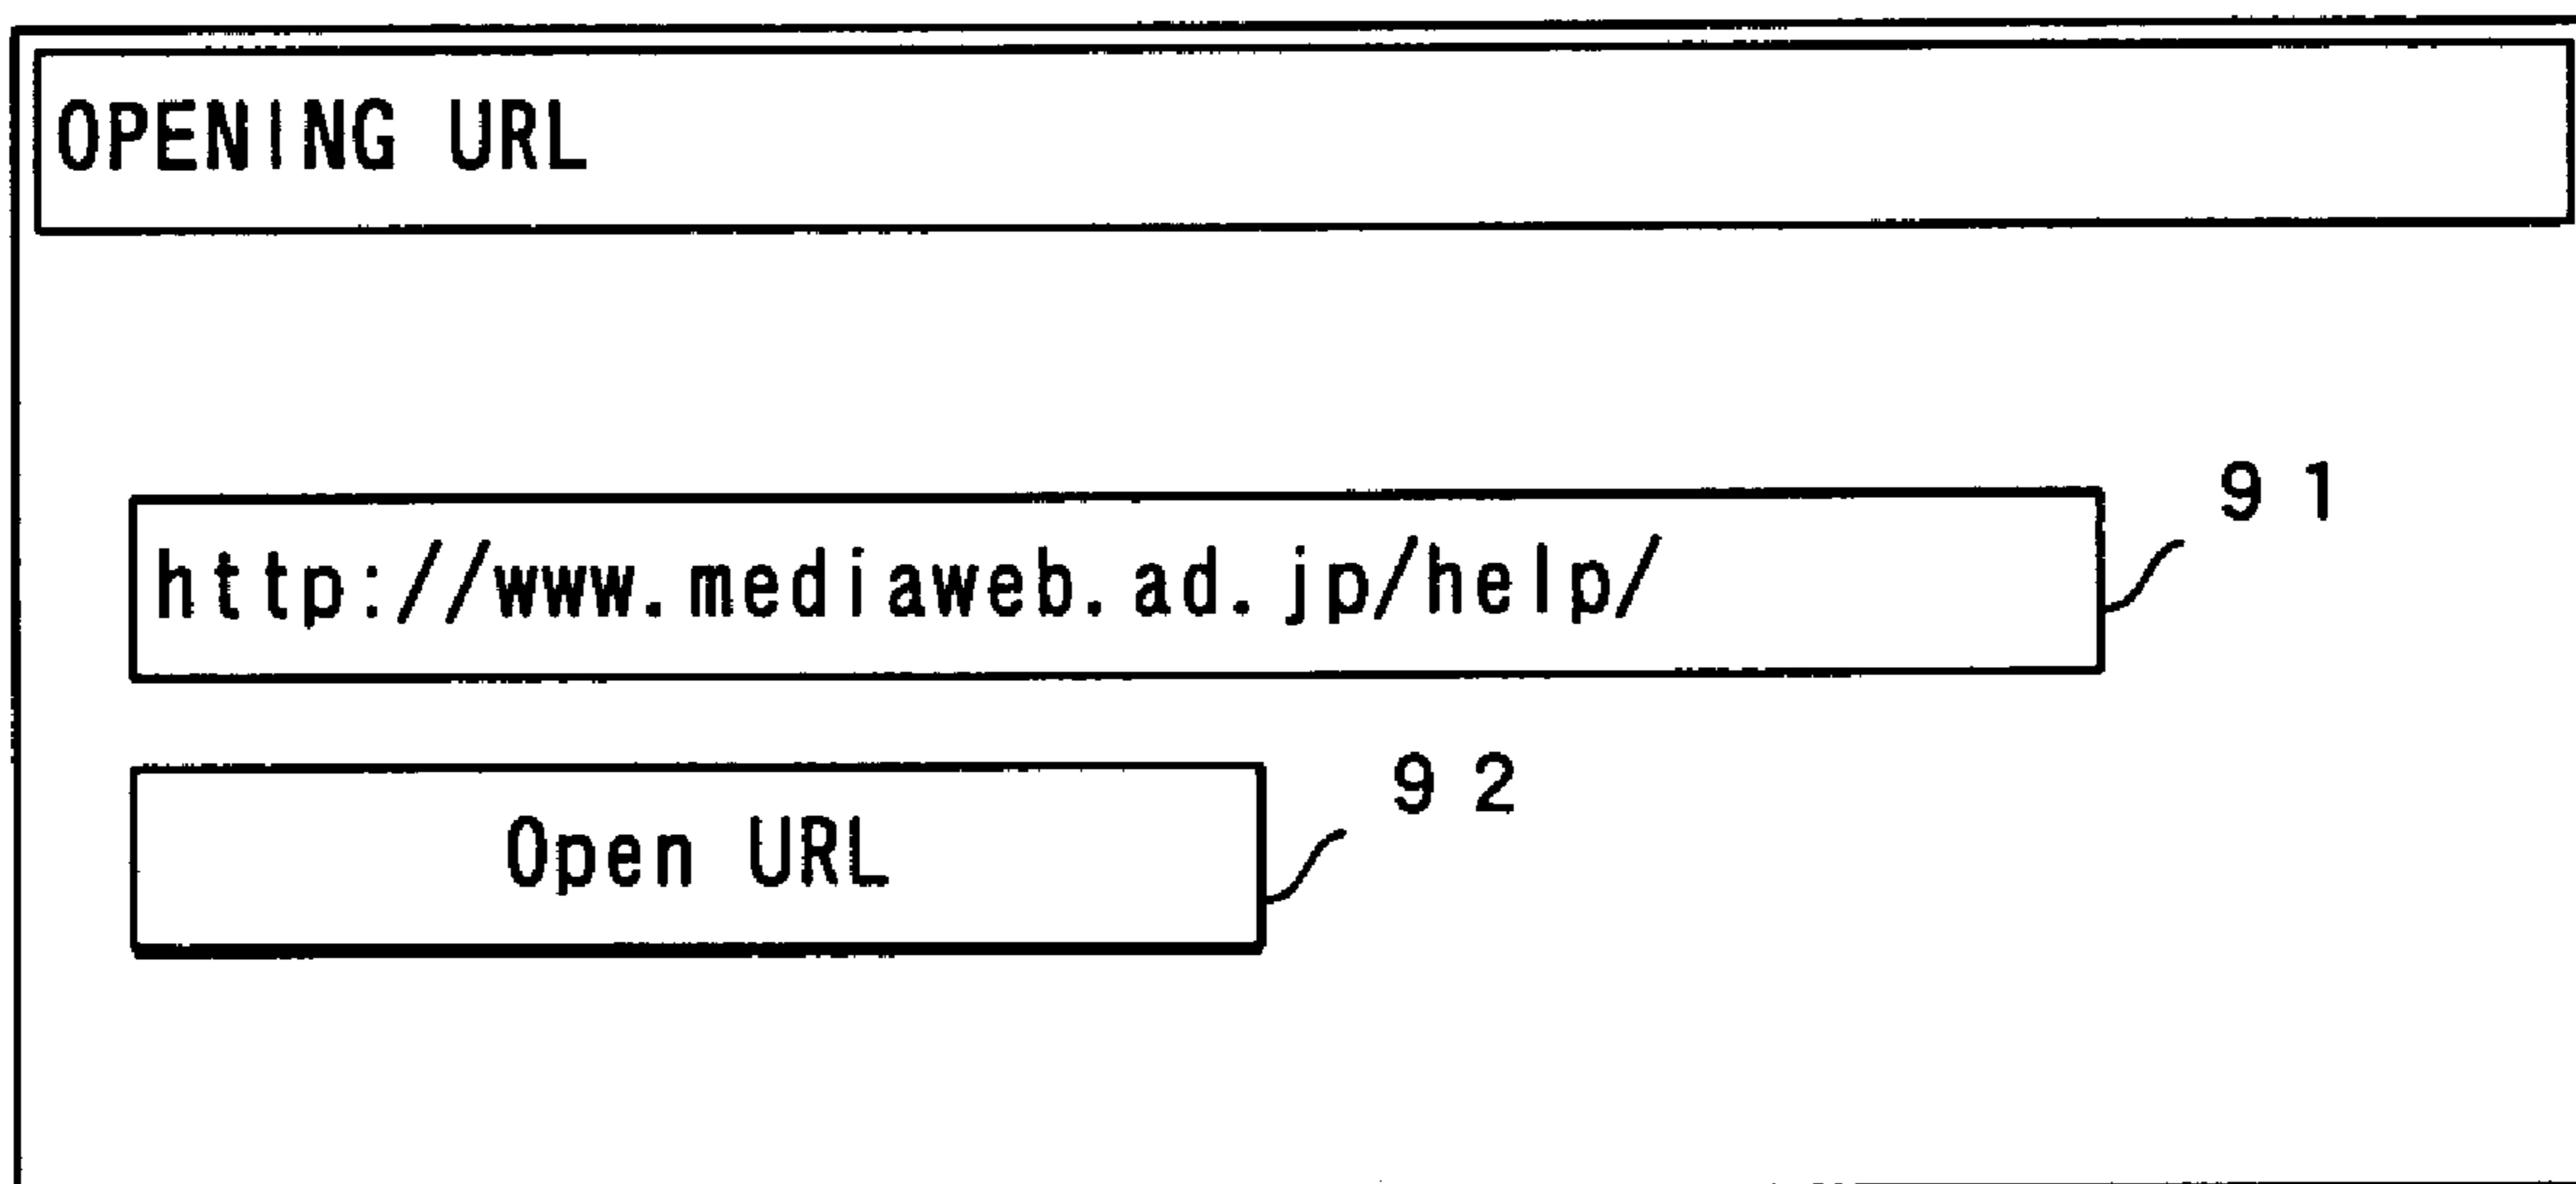 OPENING URL
91
http://www.mediaweb.ad.jp/help/
92
Open URL